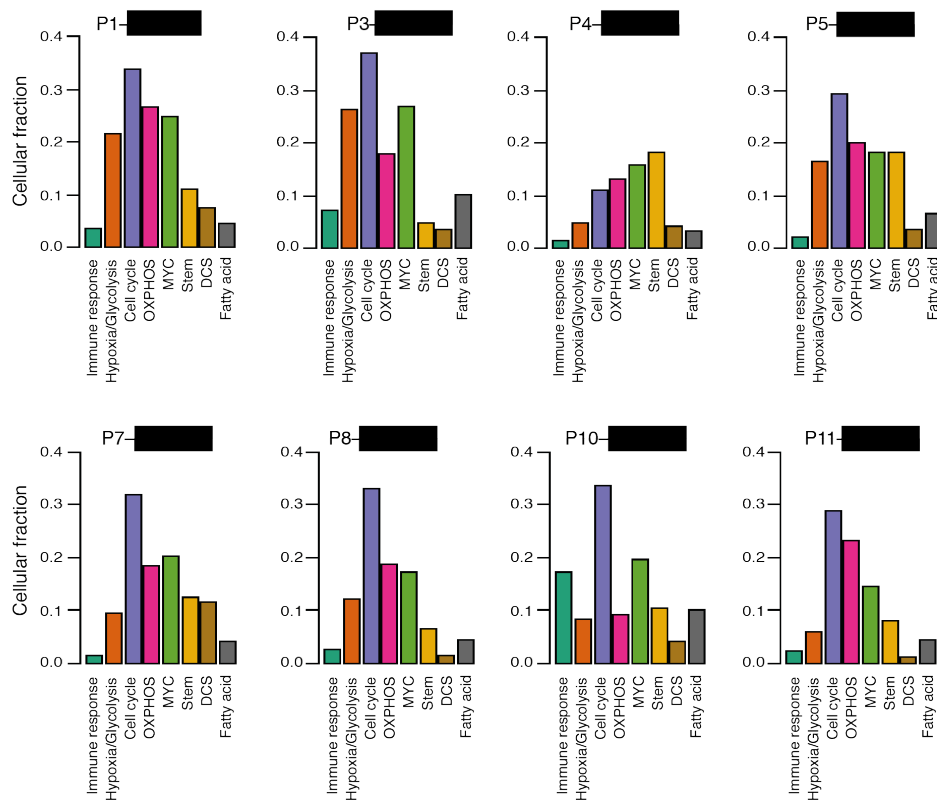 P1-
P3-
P4-
P5-
Cellular fraction
0.4
0.3
0.2
0.1
0.0
Immune response
Hypoxia/Glycolysis
Cell cycle
OXPHOS
MYC
Stem
DCS
Fatty acid
0.4
0.3
0.2
0.1
0.0
Immune response
Hypoxia/Glycolysis
Cell cycle
OXPHOS
MYC
Stem
DCS
Fatty acid
0.4
0.3
0.2
0.1
0.0
Immune response
Hypoxia/Glycolysis
Cell cycle
OXPHOS
MYC
Stem
DCS
Fatty acid
0.4
0.3
0.2
0.1
0.0
Immune response
Hypoxia/Glycolysis
Cell cycle
OXPHOS
MYC
Stem
DCS
Fatty acid
P7-
P8-
P10-
P11-
Cellular fraction
0.4
0.3
0.2
0.1
0.0
Immune response
Hypoxia/Glycolysis
Cell cycle
OXPHOS
MYC
Stem
DCS
Fatty acid
0.4
0.3
0.2
0.1
0.0
Immune response
Hypoxia/Glycolysis
Cell cycle
OXPHOS
MYC
Stem
DCS
Fatty acid
0.4
0.3
0.2
0.1
0.0
Immune response
Hypoxia/Glycolysis
Cell cycle
OXPHOS
MYC
Stem
DCS
Fatty acid
0.4
0.3
0.2
0.1
0.0
Immune response
Hypoxia/Glycolysis
Cell cycle
OXPHOS
MYC
Stem
DCS
Fatty acid